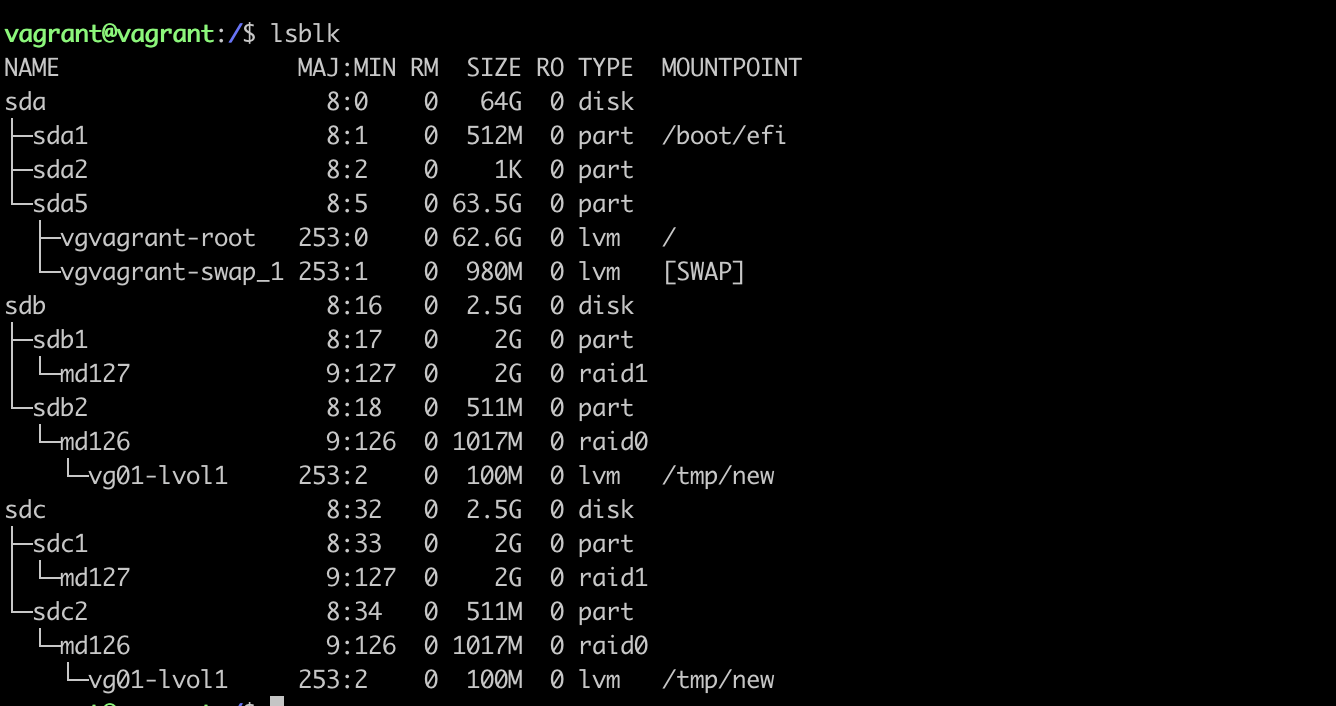 vagrant@vagrant:/$ lsblk
NAME                 MAJ:MIN RM  SIZE RO TYPE  MOUNTPOINT
sda                    8:0    0   64G  0 disk
├─sda1                 8:1    0  512M  0 part  /boot/efi
├─sda2                 8:2    0    1K  0 part
└─sda5                 8:5    0 63.5G  0 part
  ├─vgvagrant-root   253:0    0 62.6G  0 lvm   /
  └─vgvagrant-swap_1 253:1    0  980M  0 lvm   [SWAP]
sdb                    8:16   0  2.5G  0 disk
├─sdb1                 8:17   0    2G  0 part
│ └─md127              9:127  0    2G  0 raid1
└─sdb2                 8:18   0  511M  0 part
  └─md126              9:126  0 1017M  0 raid0
    └─vg01-lvol1     253:2    0  100M  0 lvm   /tmp/new
sdc                    8:32   0  2.5G  0 disk
├─sdc1                 8:33   0    2G  0 part
│ └─md127              9:127  0    2G  0 raid1
└─sdc2                 8:34   0  511M  0 part
  └─md126              9:126  0 1017M  0 raid0
    └─vg01-lvol1     253:2    0  100M  0 lvm   /tmp/new